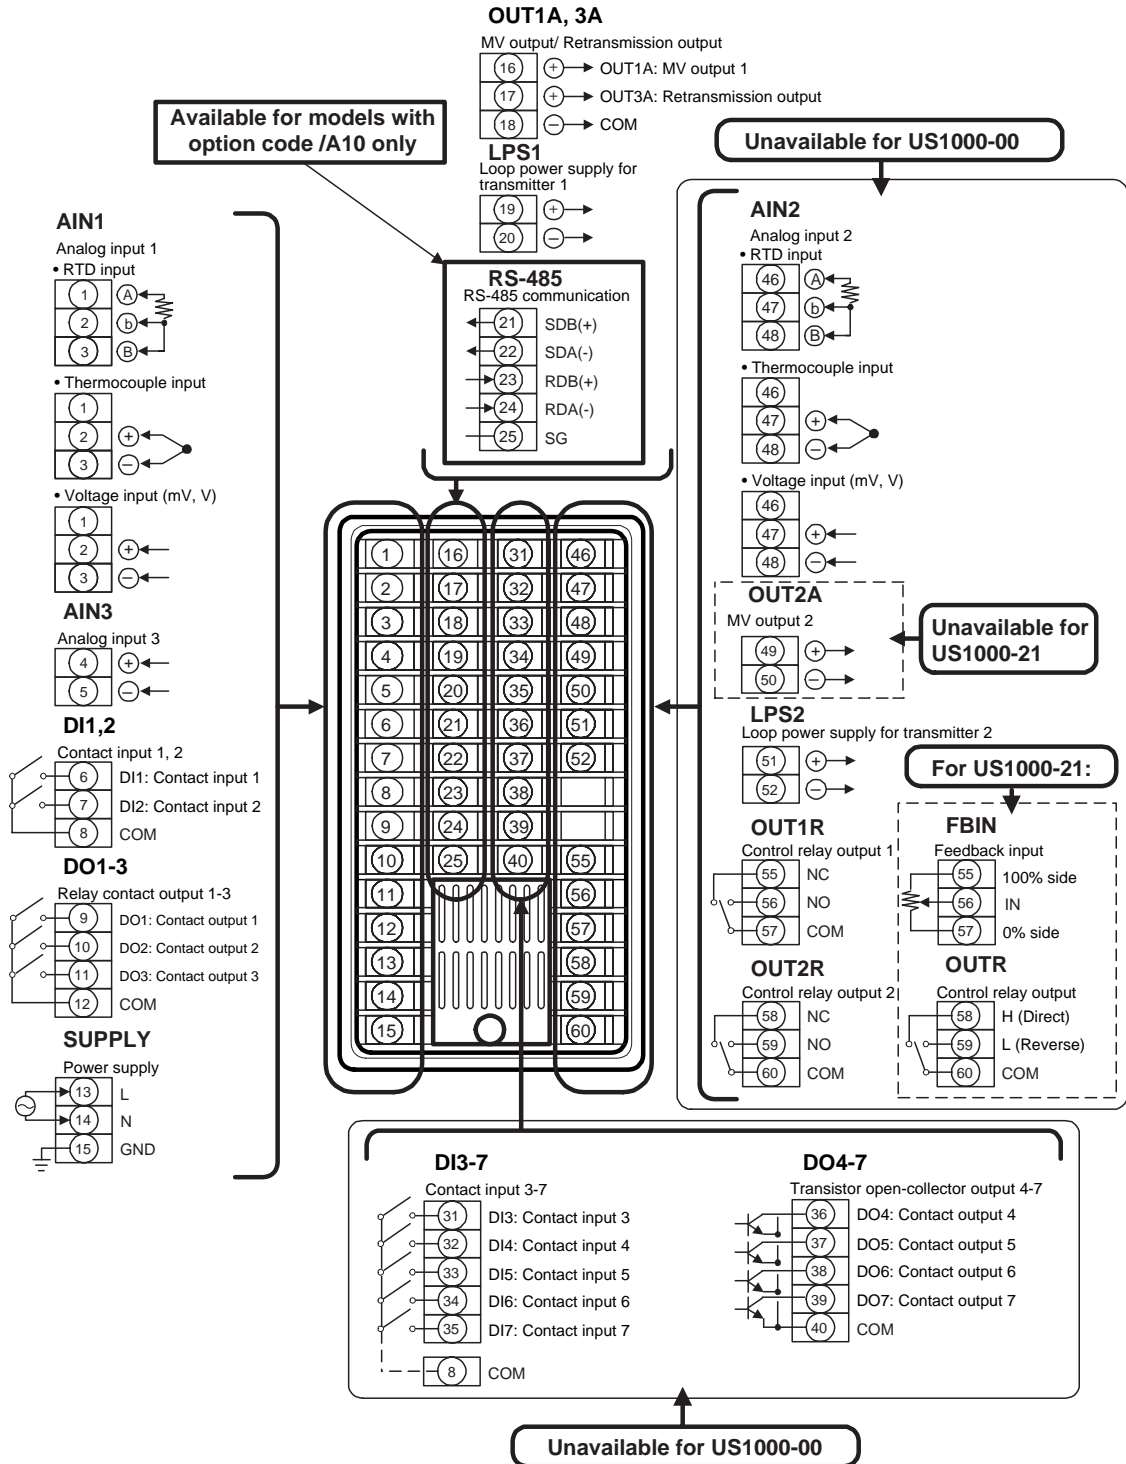 OUT1A, 3A
MV output/ Retransmission output
16 + OUT1A: MV output 1
17 + OUT3A: Retransmission output
18 − COM
Available for models with
option code /A10 only
LPS1
Loop power supply for
transmitter 1
19 +
20 −
RS-485
RS-485 communication
21 SDB(+)
22 SDA(-)
23 RDB(+)
24 RDA(-)
25 SG
AIN1
Analog input 1
• RTD input
1 A
2 b
3 B
• Thermocouple input
1
2 +
3 −
• Voltage input (mV, V)
1
2 +
3 −
AIN3
Analog input 3
4 +
5 −
DI1,2
Contact input 1, 2
6 DI1: Contact input 1
7 DI2: Contact input 2
8 COM
DO1-3
Relay contact output 1-3
9 DO1: Contact output 1
10 DO2: Contact output 2
11 DO3: Contact output 3
12 COM
SUPPLY
Power supply
13 L
14 N
15 GND
1 16 31 46
2 17 32 47
3 18 33 48
4 19 34 49
5 20 35 50
6 21 36 51
7 22 37 52
8 23 38
9 24 39
10 25 40 55
11 56
12 57
13 58
14 59
15 60
Unavailable for US1000-00
AIN2
Analog input 2
• RTD input
46 A
47 b
48 B
• Thermocouple input
46
47 +
48 −
• Voltage input (mV, V)
46
47 +
48 −
OUT2A
MV output 2
49 +
50 −
Unavailable for
US1000-21
LPS2
Loop power supply for transmitter 2
51 +
52 −
For US1000-21:
OUT1R
Control relay output 1
55 NC
56 NO
57 COM
OUT2R
Control relay output 2
58 NC
59 NO
60 COM
FBIN
Feedback input
55 100% side
56 IN
57 0% side
OUTR
Control relay output
58 H (Direct)
59 L (Reverse)
60 COM
DI3-7
Contact input 3-7
31 DI3: Contact input 3
32 DI4: Contact input 4
33 DI5: Contact input 5
34 DI6: Contact input 6
35 DI7: Contact input 7
8 COM
DO4-7
Transistor open-collector output 4-7
36 DO4: Contact output 4
37 DO5: Contact output 5
38 DO6: Contact output 6
39 DO7: Contact output 7
40 COM
Unavailable for US1000-00